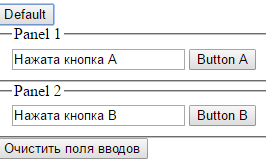 Default
Panel 1
Нажата кнопка A
Button A
Panel 2
Нажата кнопка B
Button B
Очистить поля вводов